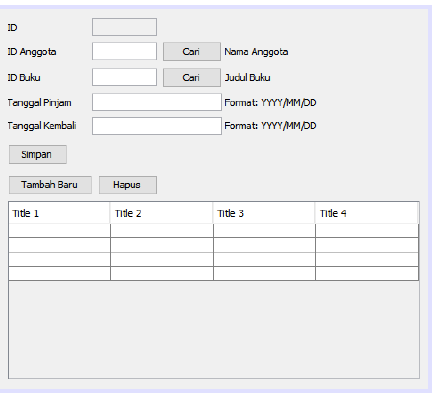 ID
ID Anggota Cari Nama Anggota
ID Buku Cari Judul Buku
Tanggal Pinjam Format: YYYY/MM/DD
Tanggal Kembali Format: YYYY/MM/DD
Simpan
Tambah Baru Hapus
Title 1 Title 2 Title 3 Title 4